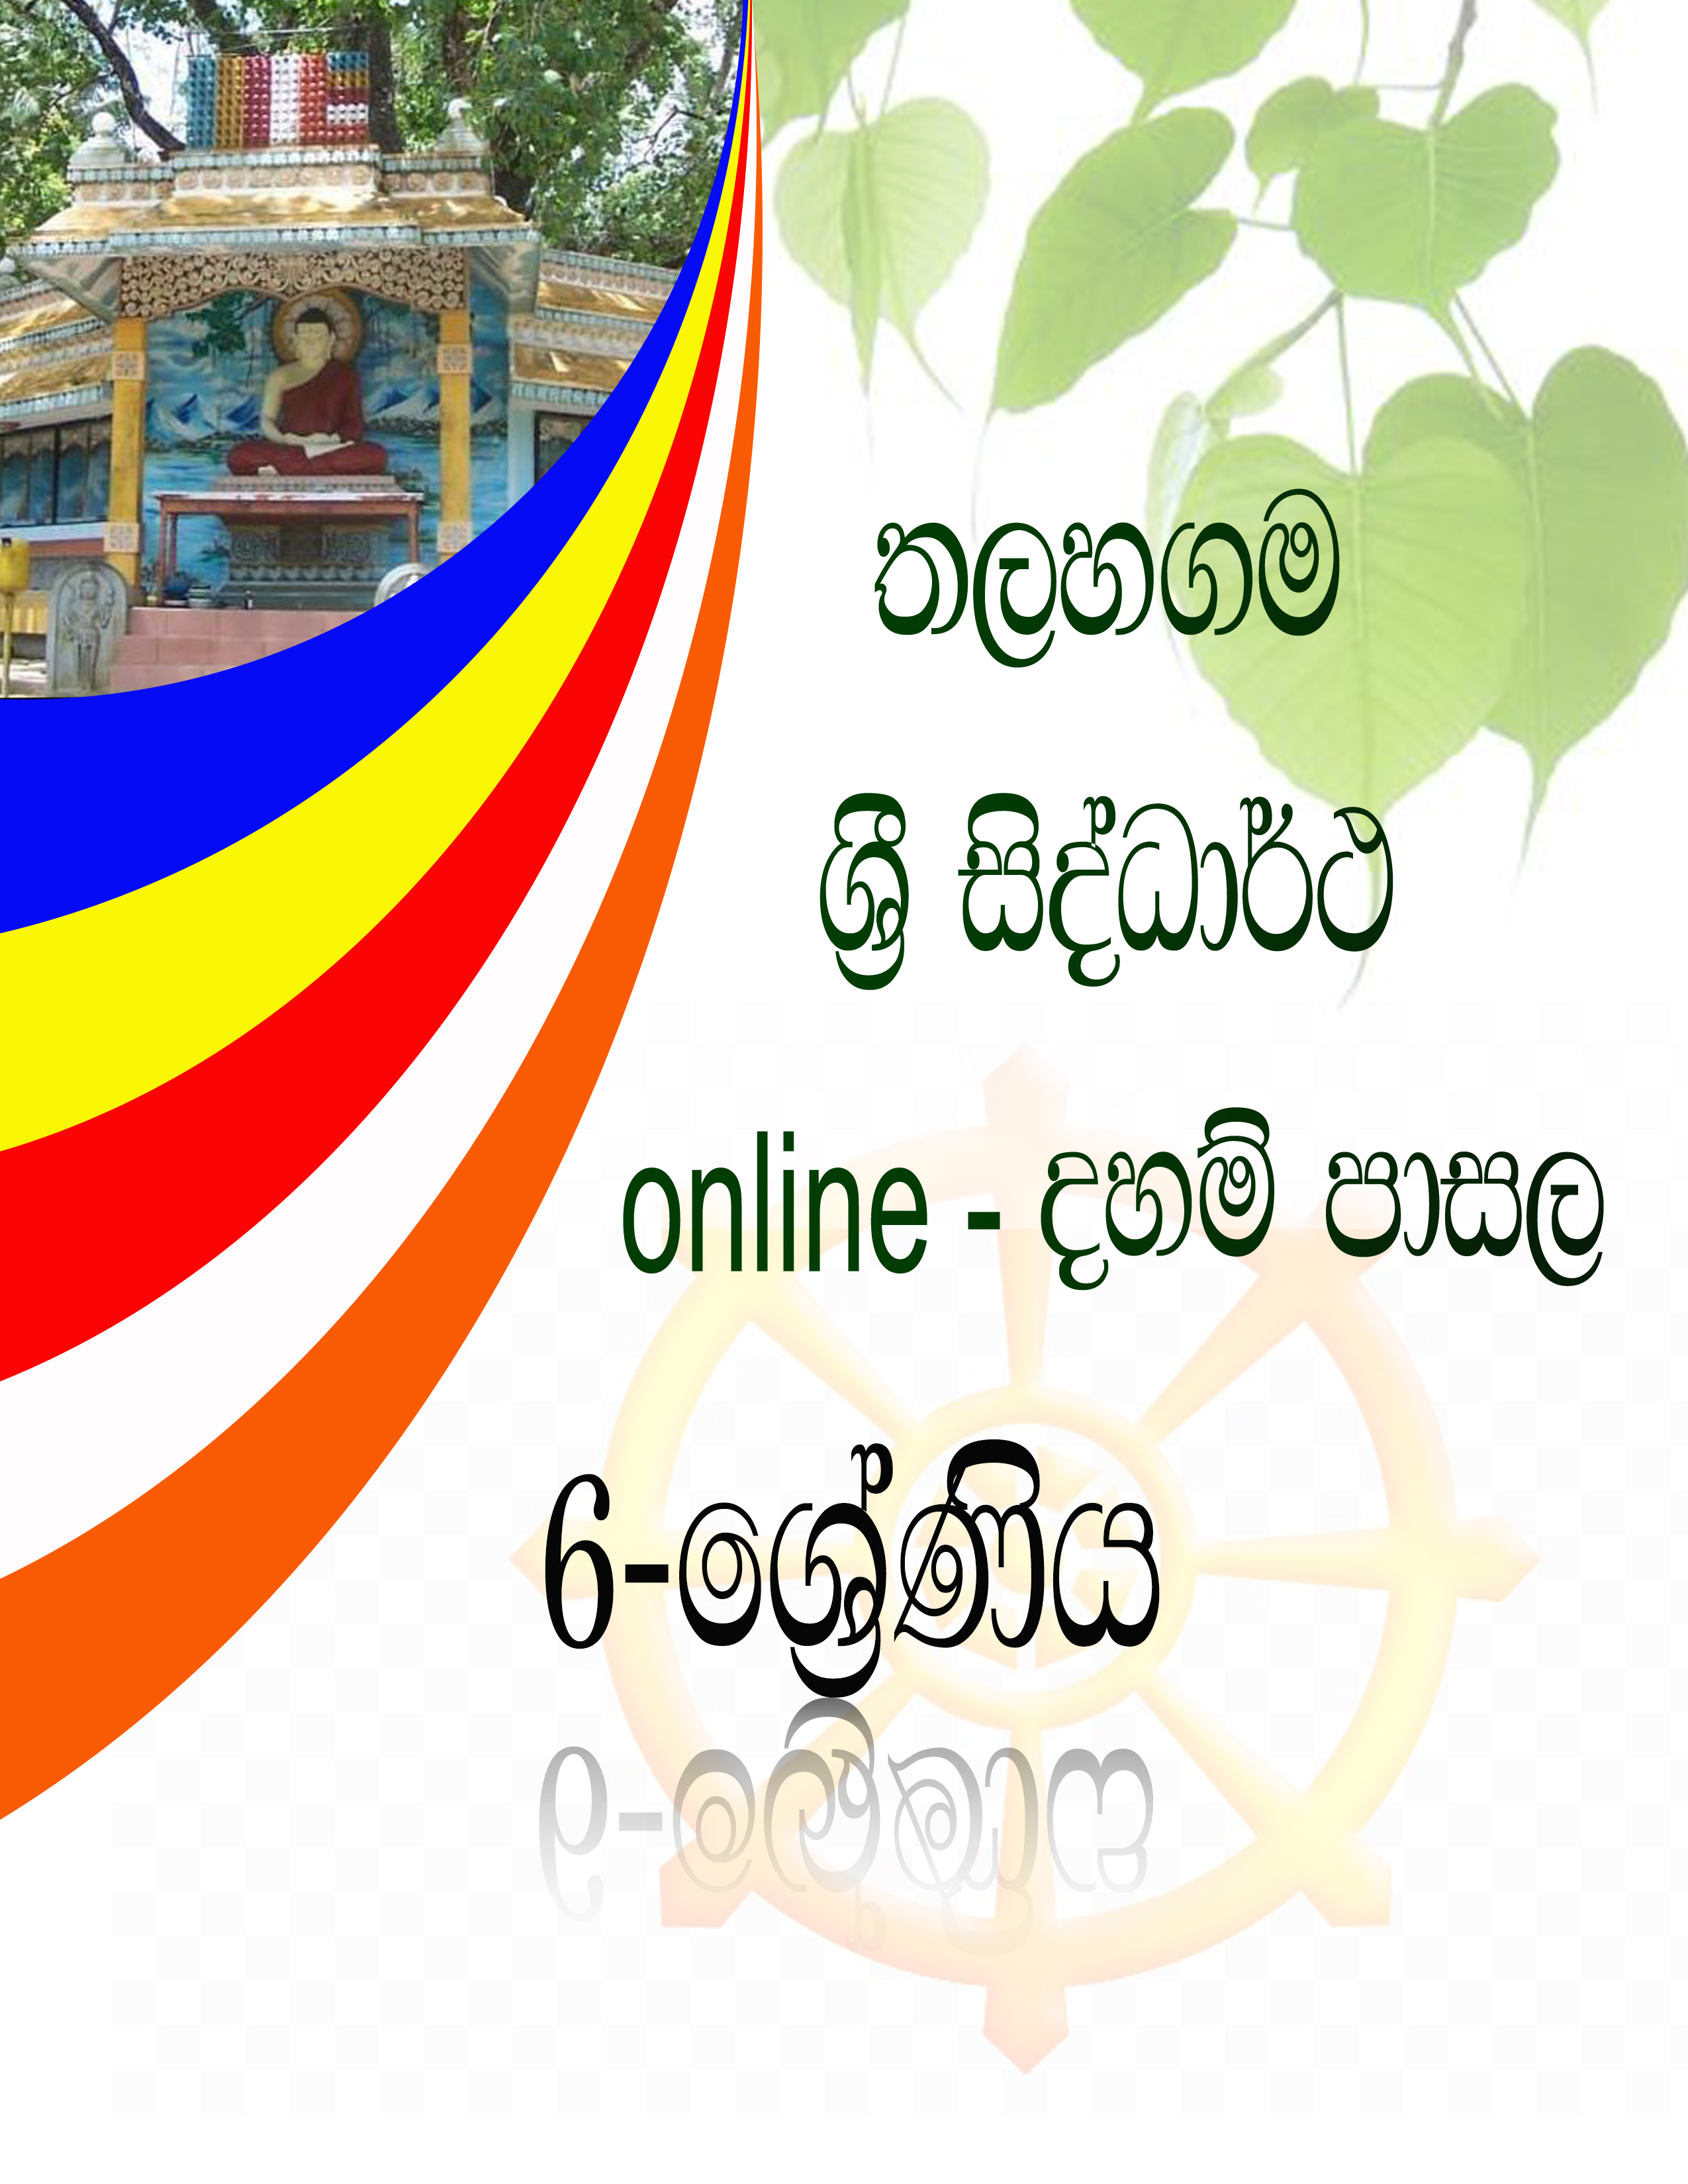 තලහගම
ශ්‍රී සිද්ධාර්ථ
online - දහම් පාසල
6-ශ්‍රේණිය